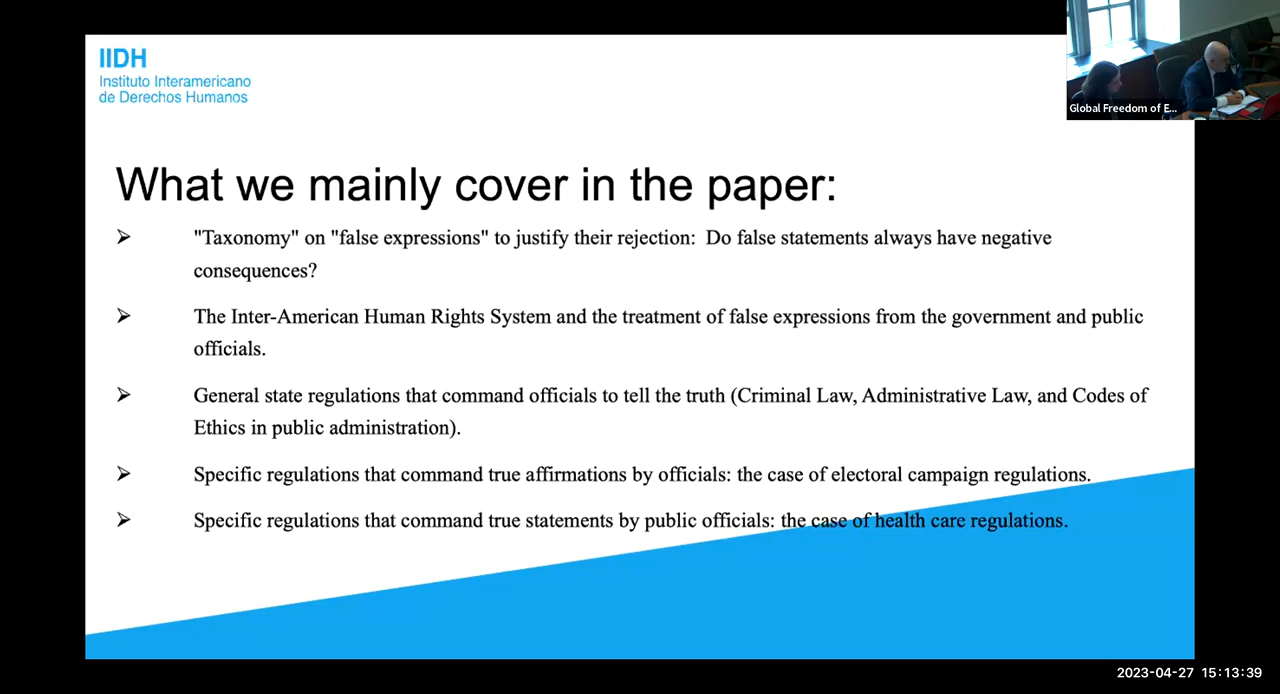 IIDH
Instituto Interamericano
de Derechos Humanos
Global Freedom of E...
What we mainly cover in the paper:
➢ "Taxonomy" on "false expressions" to justify their rejection: Do false statements always have negative
consequences?
➢ The Inter-American Human Rights System and the treatment of false expressions from the government and public
officials.
➢ General state regulations that command officials to tell the truth (Criminal Law, Administrative Law, and Codes of
Ethics in public administration).
➢ Specific regulations that command true affirmations by officials: the case of electoral campaign regulations.
➢ Specific regulations that command true statements by public officials: the case of health care regulations.
2023-04-27 15:13:39